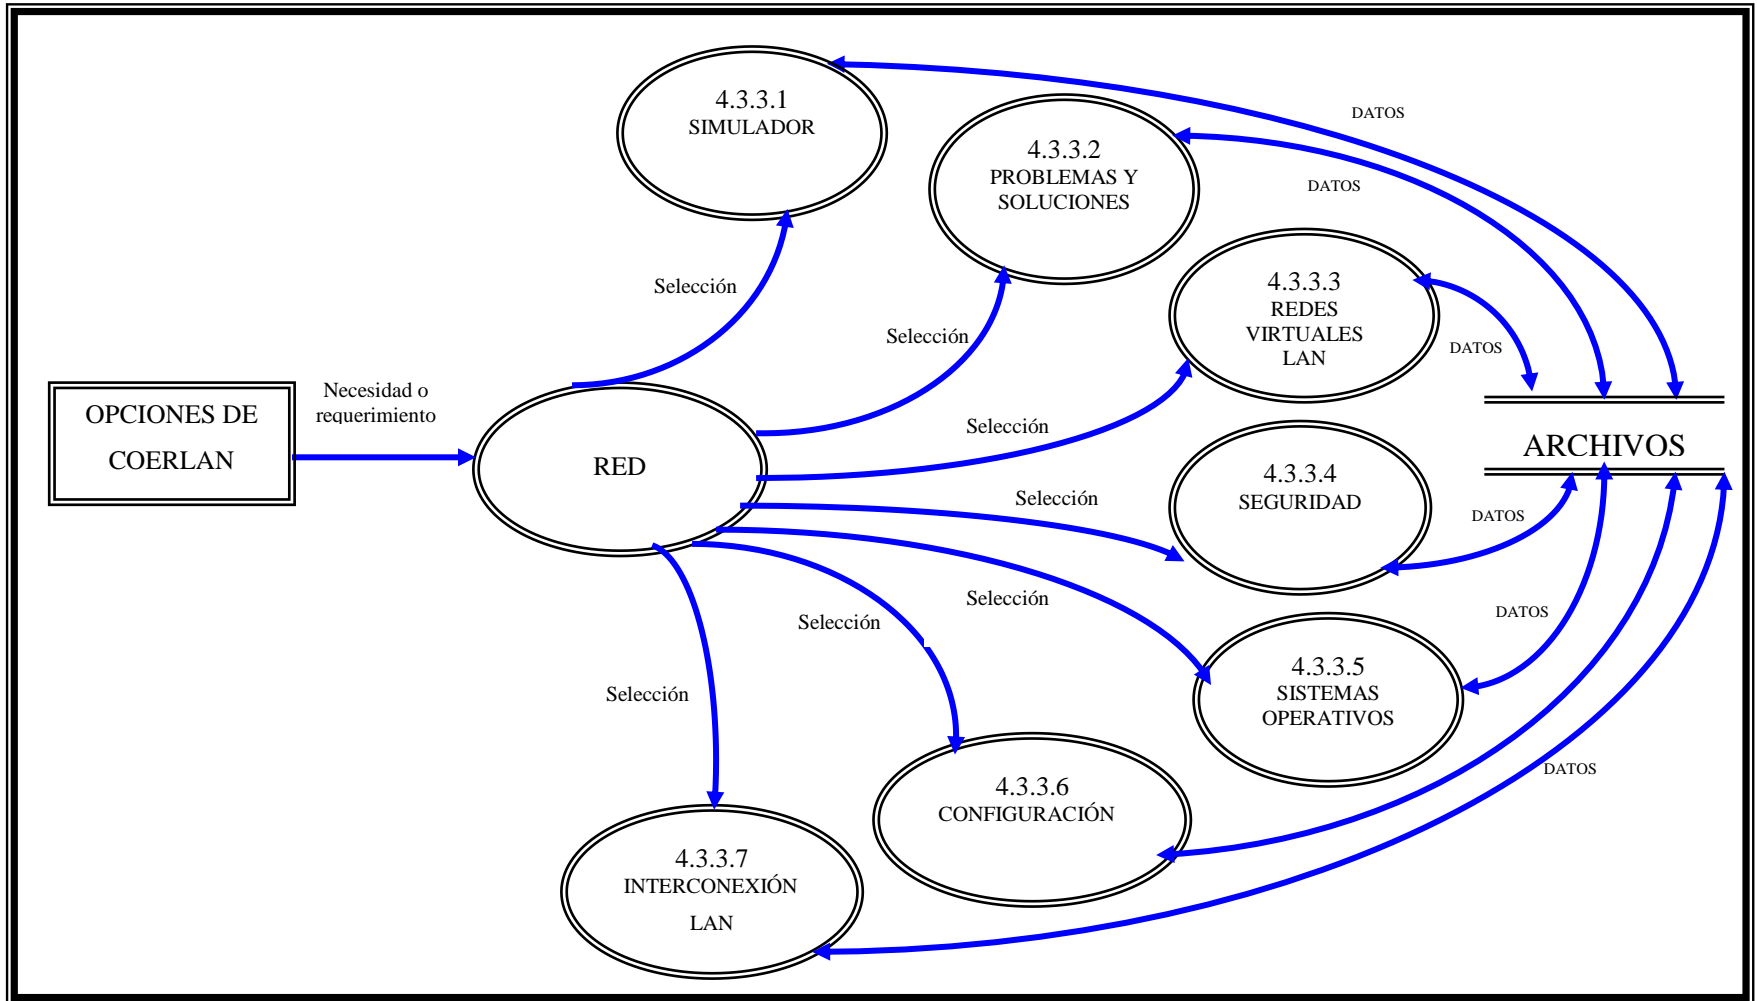 4.3.3.1
SIMULADOR
DATOS
4.3.3.2
PROBLEMAS Y
SOLUCIONES
DATOS
Selección
4.3.3.3
REDES
VIRTUALES
LAN
Selección
DATOS
Necesidad o
requerimiento
OPCIONES DE
COERLAN
RED
Selección
ARCHIVOS
4.3.3.4
SEGURIDAD
Selección
DATOS
Selección
DATOS
Selección
4.3.3.5
SISTEMAS
OPERATIVOS
Selección
DATOS
4.3.3.6
CONFIGURACIÓN
4.3.3.7
INTERCONEXIÓN
LAN